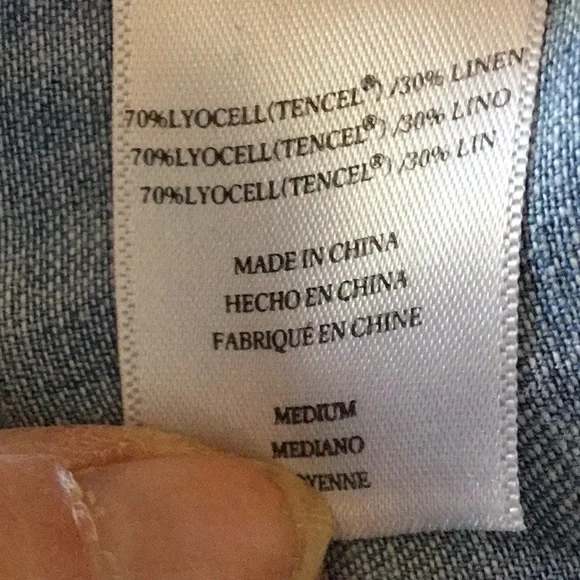 70%LYOCELL(TENCEL®) /30% LINEN
70%LYOCELL(TENCEL®) /30% LINO
70%LYOCELL(TENCEL®) /30% LIN
MADE IN CHINA
HECHO EN CHINA
FABRIQUÉ EN CHINE
MEDIUM
MEDIANO